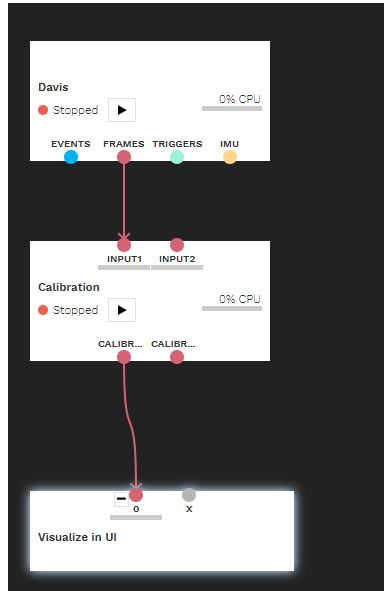 Davis
Stopped
0% CPU
EVENTS FRAMES TRIGGERS IMU
INPUT1 INPUT2
Calibration
Stopped
0% CPU
CALIBR... CALIBR...
0 X
Visualize in UI